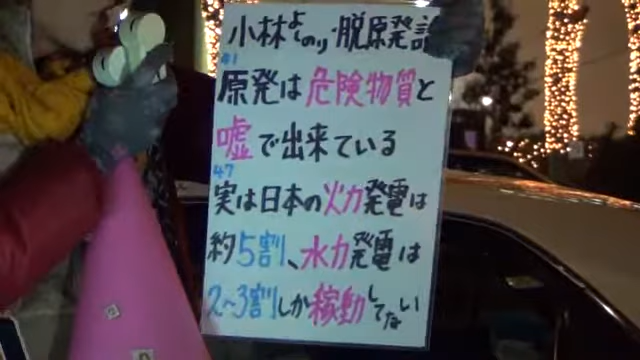 小林よしのり・脱原発論
#1
原発は危険物質と
嘘で出来ている
47
実は日本の火力発電は
約5割、水力発電は
2〜3割しか稼動してない